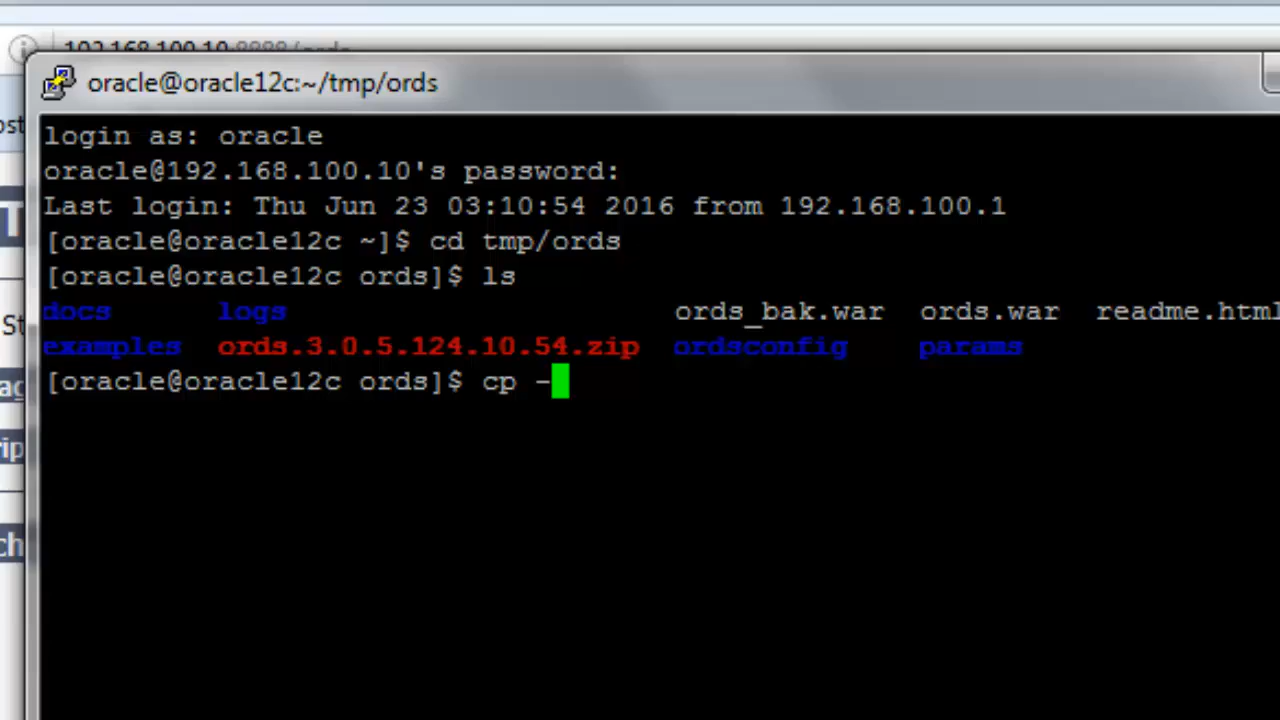 oracle@oracle12c:~/tmp/ords
login as: oracle
oracle@192.168.100.10's password:
Last login: Thu Jun 23 03:10:54 2016 from 192.168.100.1
[oracle@oracle12c ~]$ cd tmp/ords
[oracle@oracle12c ords]$ ls
docs logs ords_bak.war ords.war readme.html
examples ords.3.0.5.124.10.54.zip ordsconfig params
[oracle@oracle12c ords]$ cp -